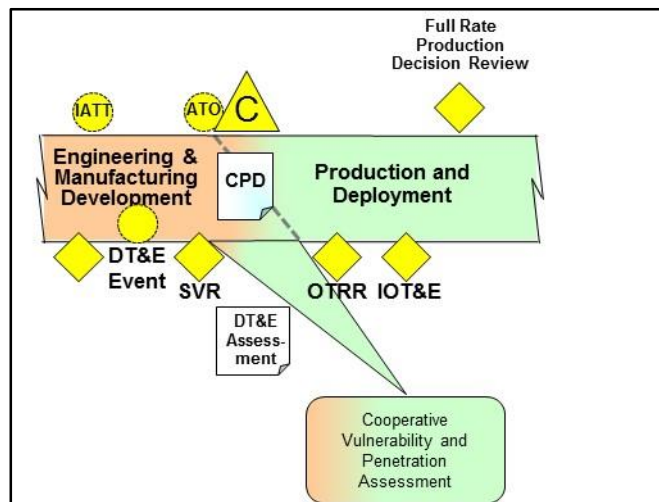 Full Rate
Production
Decision Review
IATT
ATO
C
Engineering &
Manufacturing
Development
CPD
Production and
Deployment
DT&E
Event
SVR
OTRR
IOT&E
DT&E
Assess-
ment
Cooperative
Vulnerability and
Penetration
Assessment